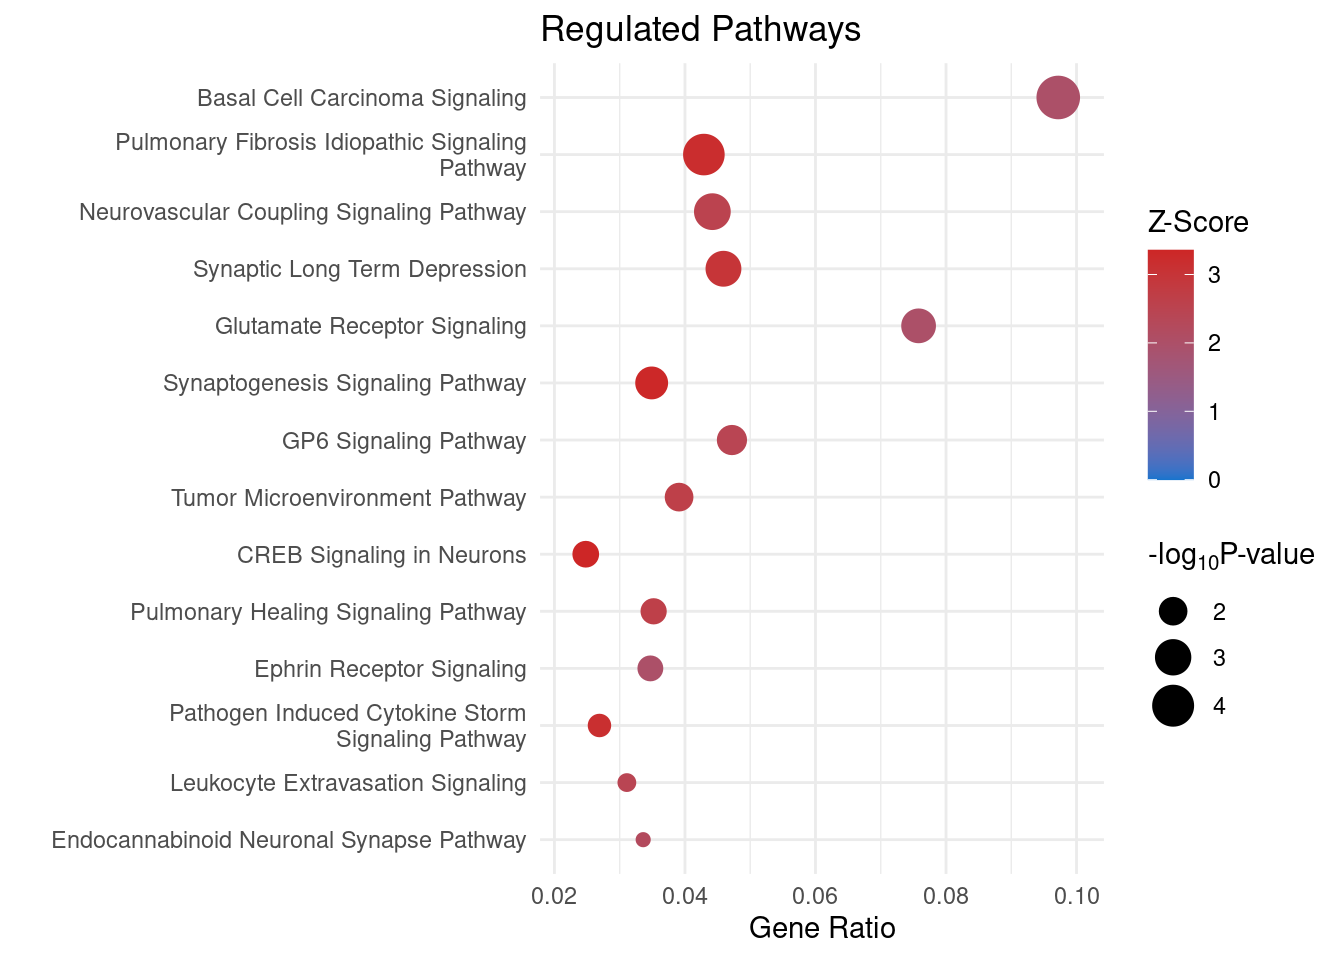 Regulated Pathways
Basal Cell Carcinoma Signaling
Pulmonary Fibrosis Idiopathic Signaling
Pathway
Neurovascular Coupling Signaling Pathway
Synaptic Long Term Depression
Glutamate Receptor Signaling
Synaptogenesis Signaling Pathway
GP6 Signaling Pathway
Tumor Microenvironment Pathway
CREB Signaling in Neurons
Pulmonary Healing Signaling Pathway
Ephrin Receptor Signaling
Pathogen Induced Cytokine Storm
Signaling Pathway
Leukocyte Extravasation Signaling
Endocannabinoid Neuronal Synapse Pathway
0.02 0.04 0.06 0.08 0.10
Gene Ratio
Z-Score
3
2
1
0
-log₁₀P-value
2
3
4